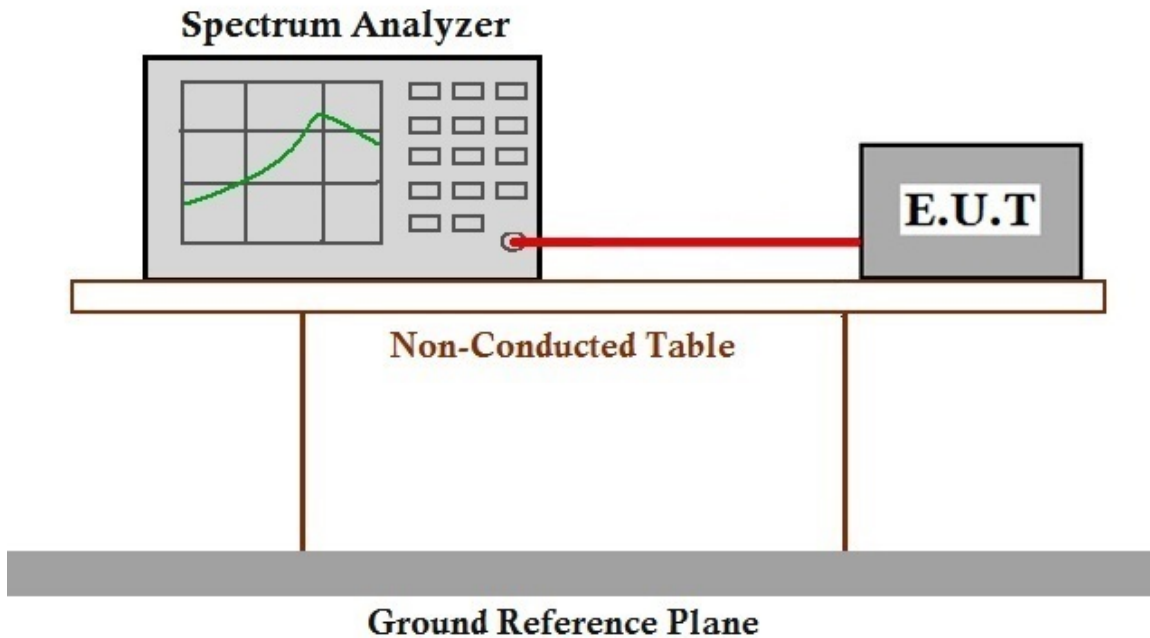 Spectrum Analyzer
E.U.T
Non-Conducted Table
Ground Reference Plane